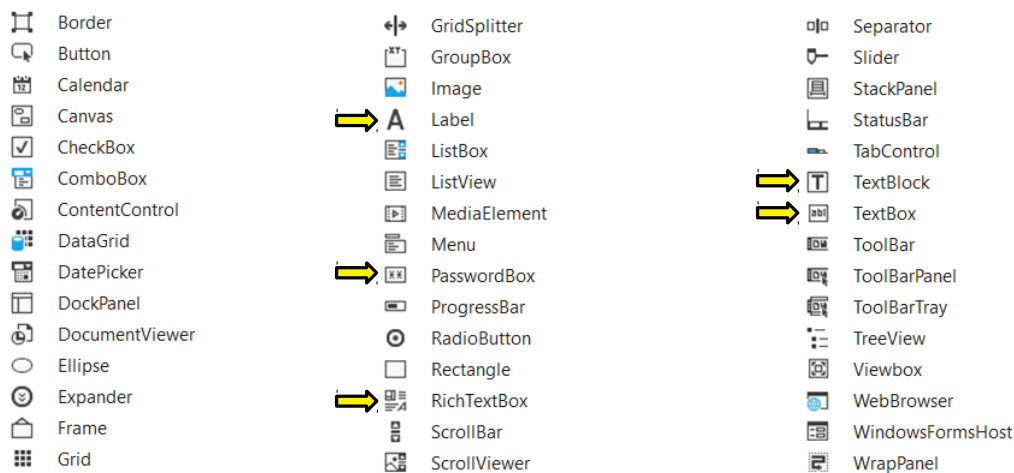 Border
Button
Calendar
Canvas
CheckBox
ComboBox
ContentControl
DataGrid
DatePicker
DockPanel
DocumentViewer
Ellipse
Expander
Frame
Grid
GridSplitter
GroupBox
Image
Label
ListBox
ListView
MediaElement
Menu
PasswordBox
ProgressBar
RadioButton
Rectangle
RichTextBox
ScrollBar
ScrollViewer
Separator
Slider
StackPanel
StatusBar
TabControl
TextBlock
TextBox
ToolBar
ToolBarPanel
ToolBarTray
TreeView
Viewbox
WebBrowser
WindowsFormsHost
WrapPanel